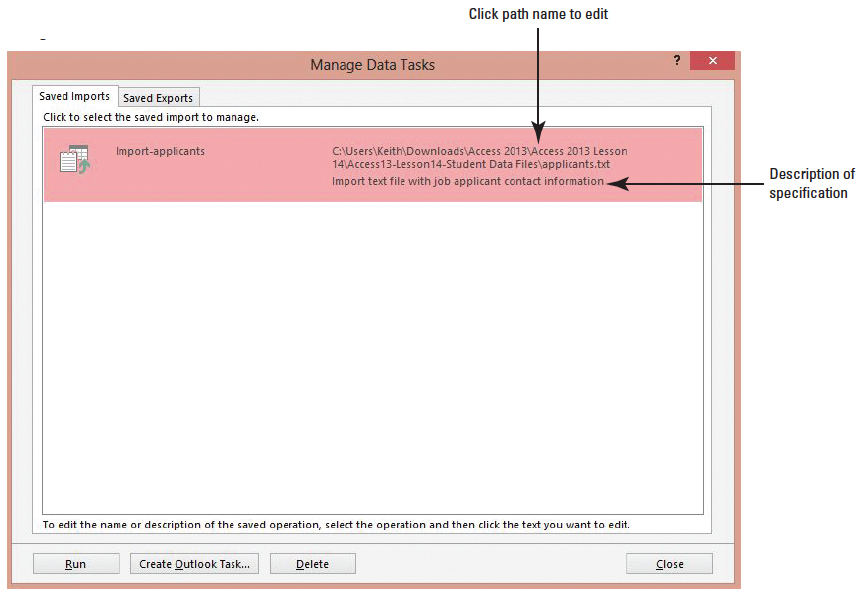 Click path name to edit
Manage Data Tasks
?
Saved Imports
Saved Exports
Click to select the saved import to manage.
Import-applicants
C:\Users\Keith\Downloads\Access 2013\Access 2013 Lesson
14\Access13-Lesson14-Student Data Files\applicants.txt
Import text file with job applicant contact information
Description of
specification
To edit the name or description of the saved operation, select the operation and then click the text you want to edit.
Run
Create Outlook Task...
Delete
Close